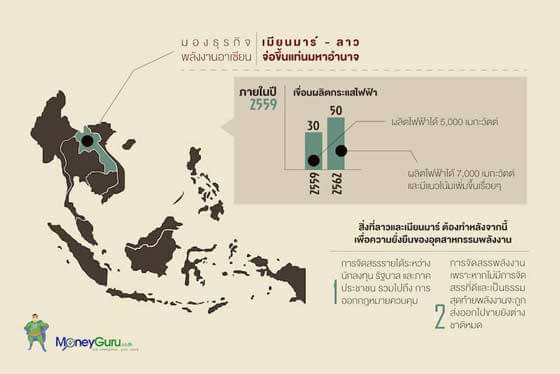 มองธุรกิจ
พลังงานอาเซียน
เมียนมาร์ - ลาว
จ่อขึ้นแท่นมหาอำนาจ
ภายในปี
2559
เขื่อนผลิตกระแสไฟฟ้า
30
50
2559
2562
ผลิตไฟฟ้าได้ 5,000 เมกะวัตต์
ผลิตไฟฟ้าได้ 7,000 เมกะวัตต์
และมีแนวโน้มเพิ่มขึ้นเรื่อยๆ
สิ่งที่ลาวและเมียนมาร์ ต้องทำหลังจากนี้
เพื่อความยั่งยืนของอุตสาหกรรมพลังงาน
1
การจัดสรรรายได้ระหว่าง
นักลงทุน รัฐบาล และภาค
ประชาชน รวมไปถึง การ
ออกกฎหมายควบคุม
2
การจัดสรรพลังงาน
เพราะหากไม่มีการจัด
สรรที่ดีและเป็นธรรม
สุดท้ายพลังงานจะถูก
ส่งออกไปขายยังต่าง
ชาติหมด
MoneyGuru.co.th